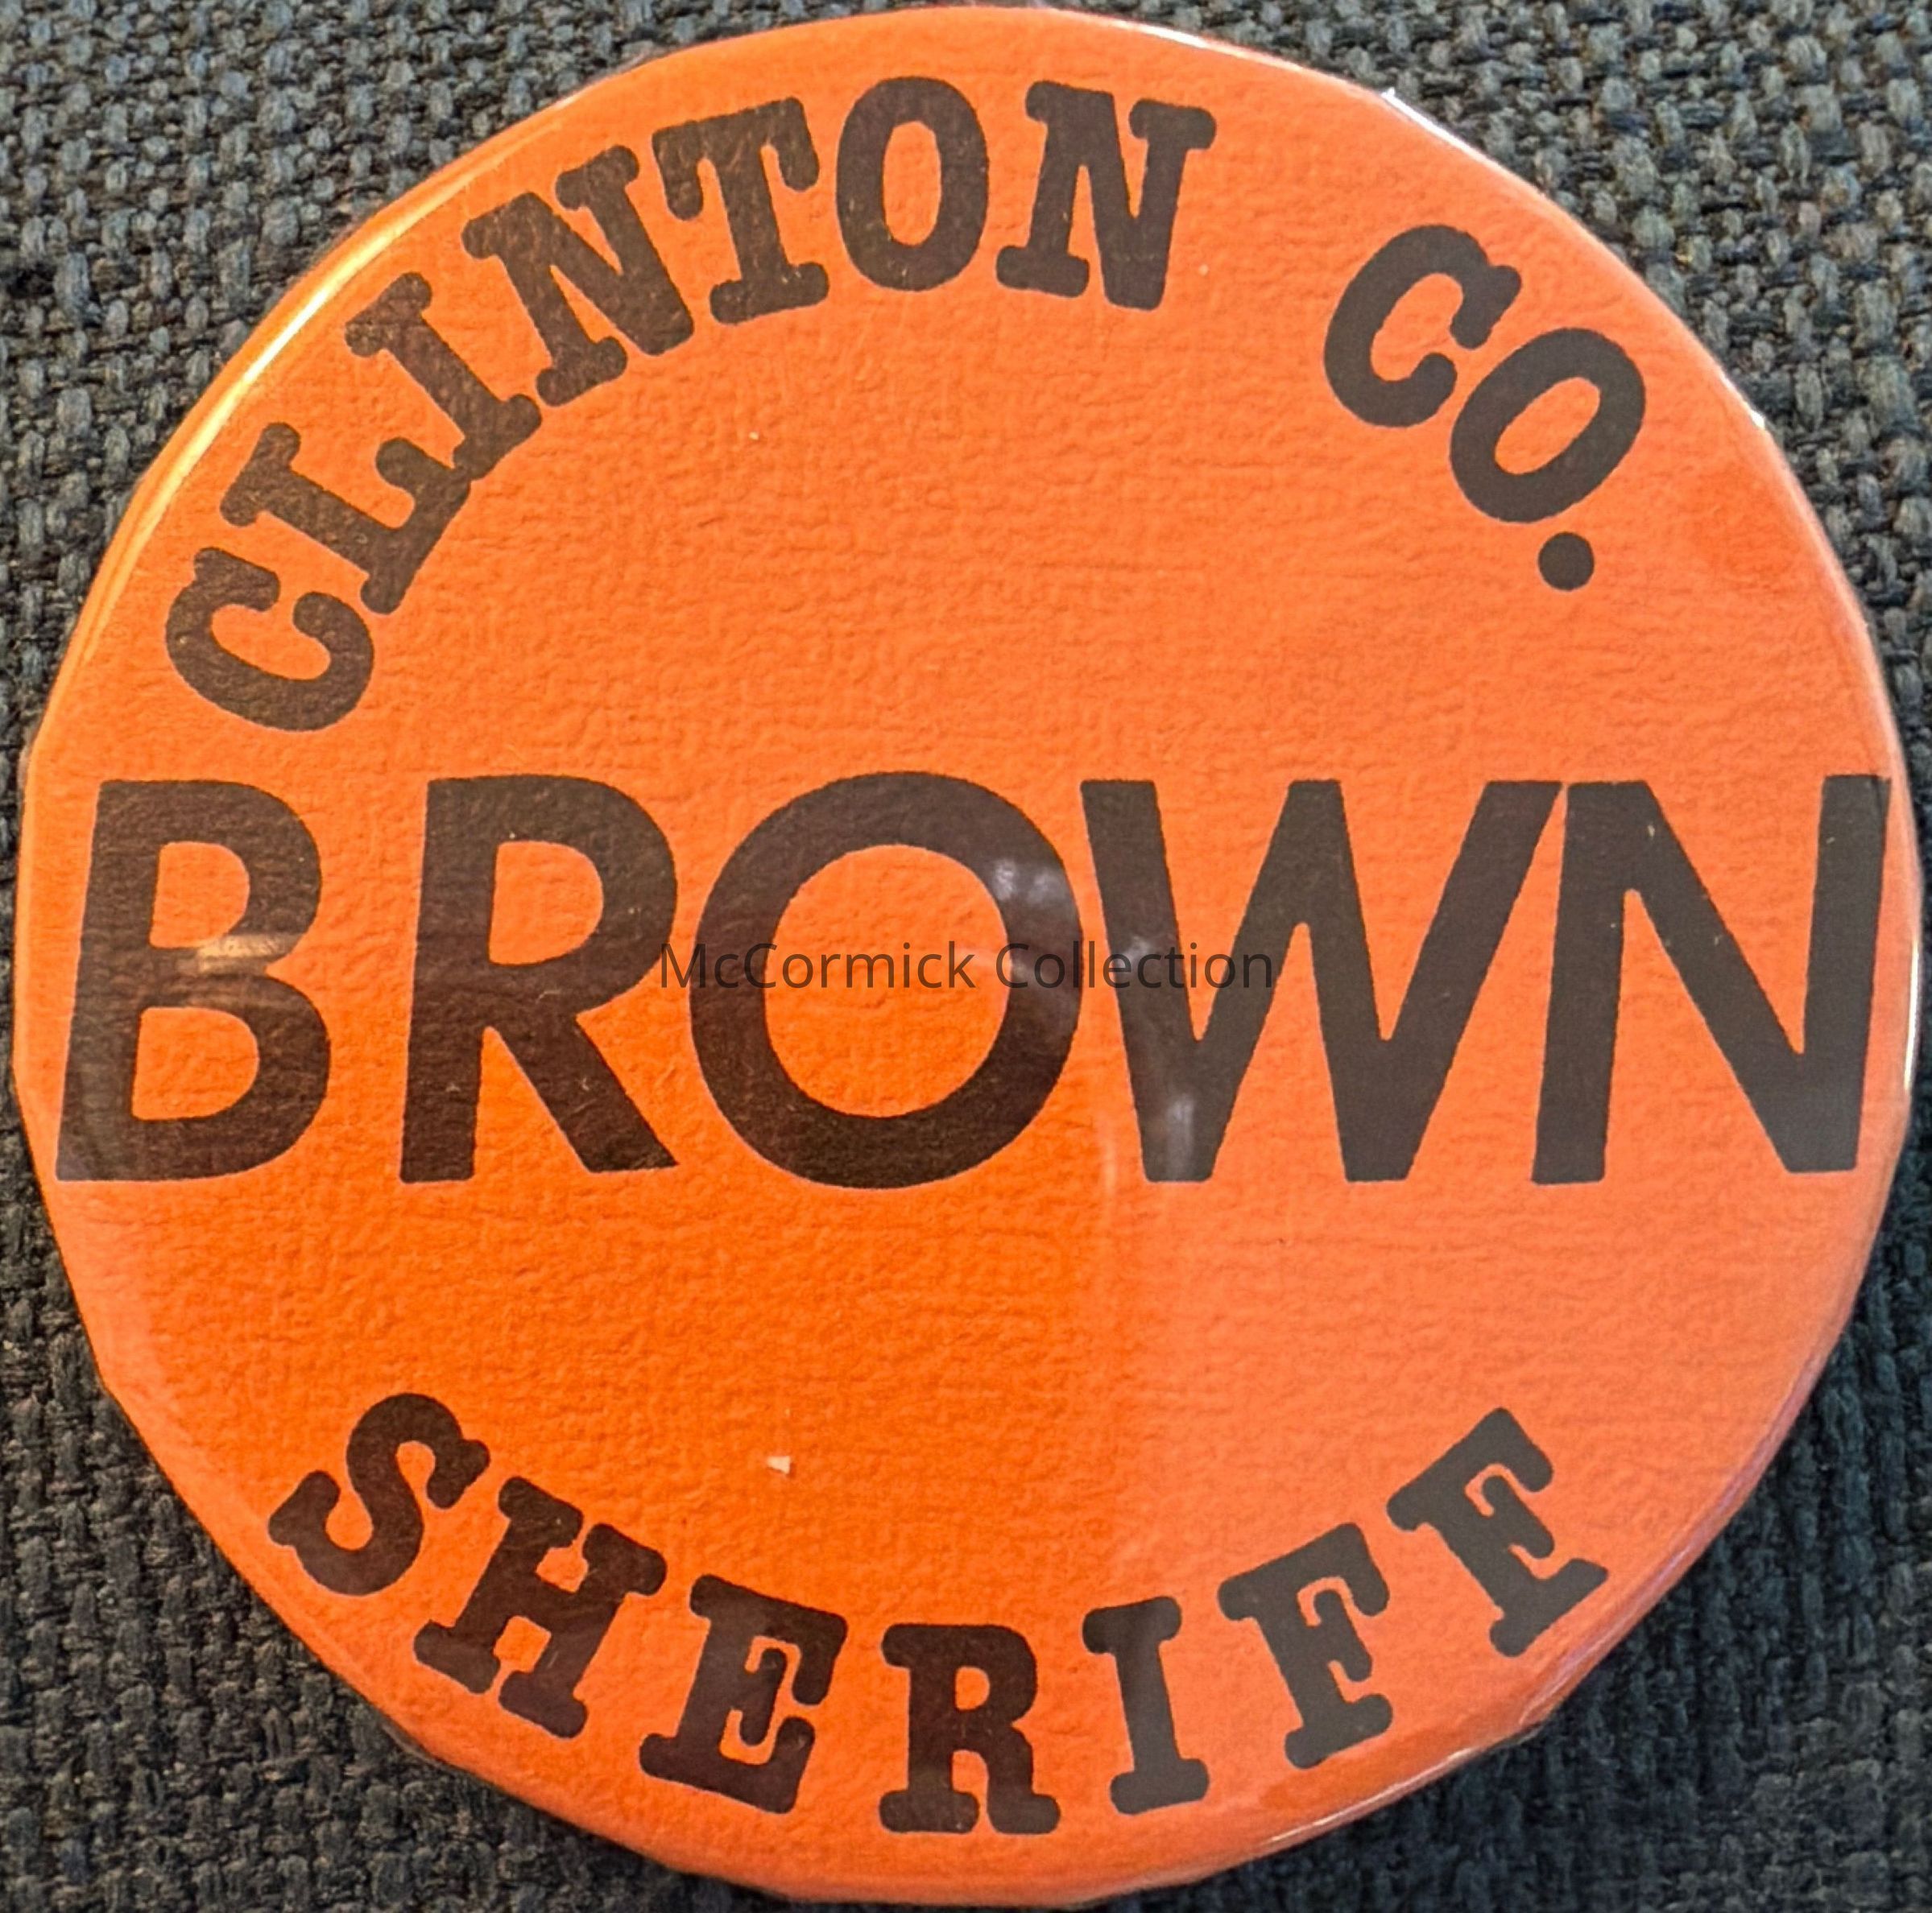 CLINTON CO.
BROWN
McCormick Collection
SHERIFF